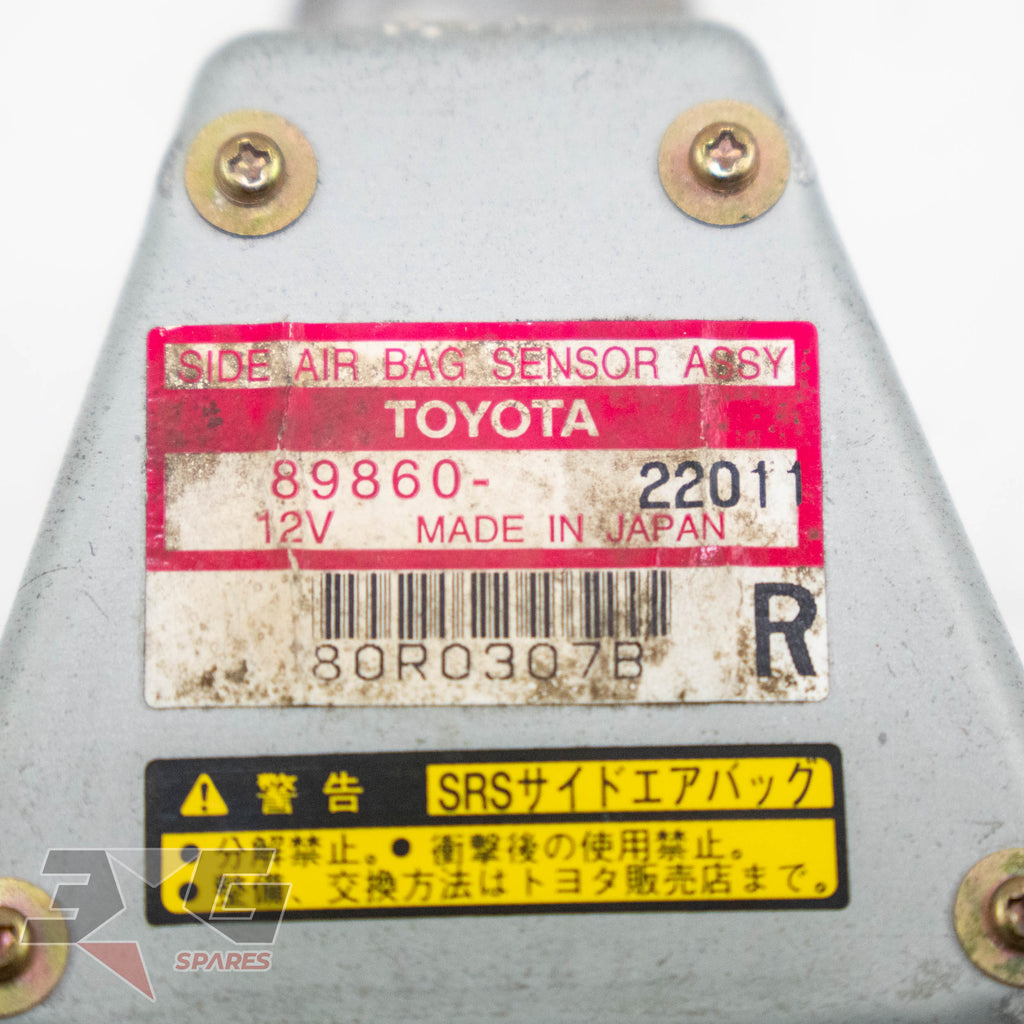 SIDE AIR BAG SENSOR ASSY
TOYOTA
89860- 22011
12V MADE IN JAPAN
80R0307B
R
警告 SRSサイドエアバッグ
• 分解禁止。• 衝撃後の使用禁止。
• 整備、交換方法はトヨタ販売店まで。
SPARES